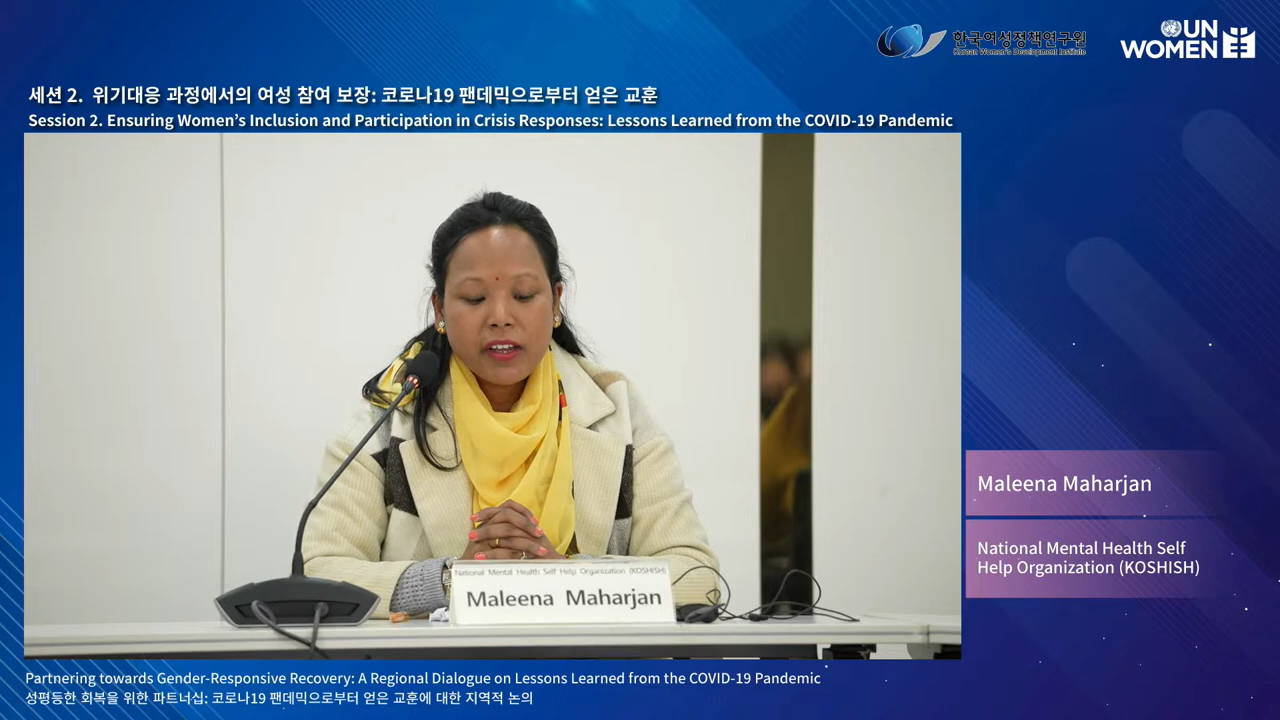 한국여성정책연구원
Korean Women's Development Institute
UN
WOMEN
세션 2. 위기대응 과정에서의 여성 참여 보장: 코로나19 팬데믹으로부터 얻은 교훈
Session 2. Ensuring Women's Inclusion and Participation in Crisis Responses: Lessons Learned from the COVID-19 Pandemic
National Mental Health Self Help Organization (KOSHISH)
Maleena Maharjan
Maleena Maharjan
National Mental Health Self
Help Organization (KOSHISH)
Partnering towards Gender-Responsive Recovery: A Regional Dialogue on Lessons Learned from the COVID-19 Pandemic
성평등한 회복을 위한 파트너십: 코로나19 팬데믹으로부터 얻은 교훈에 대한 지역적 논의